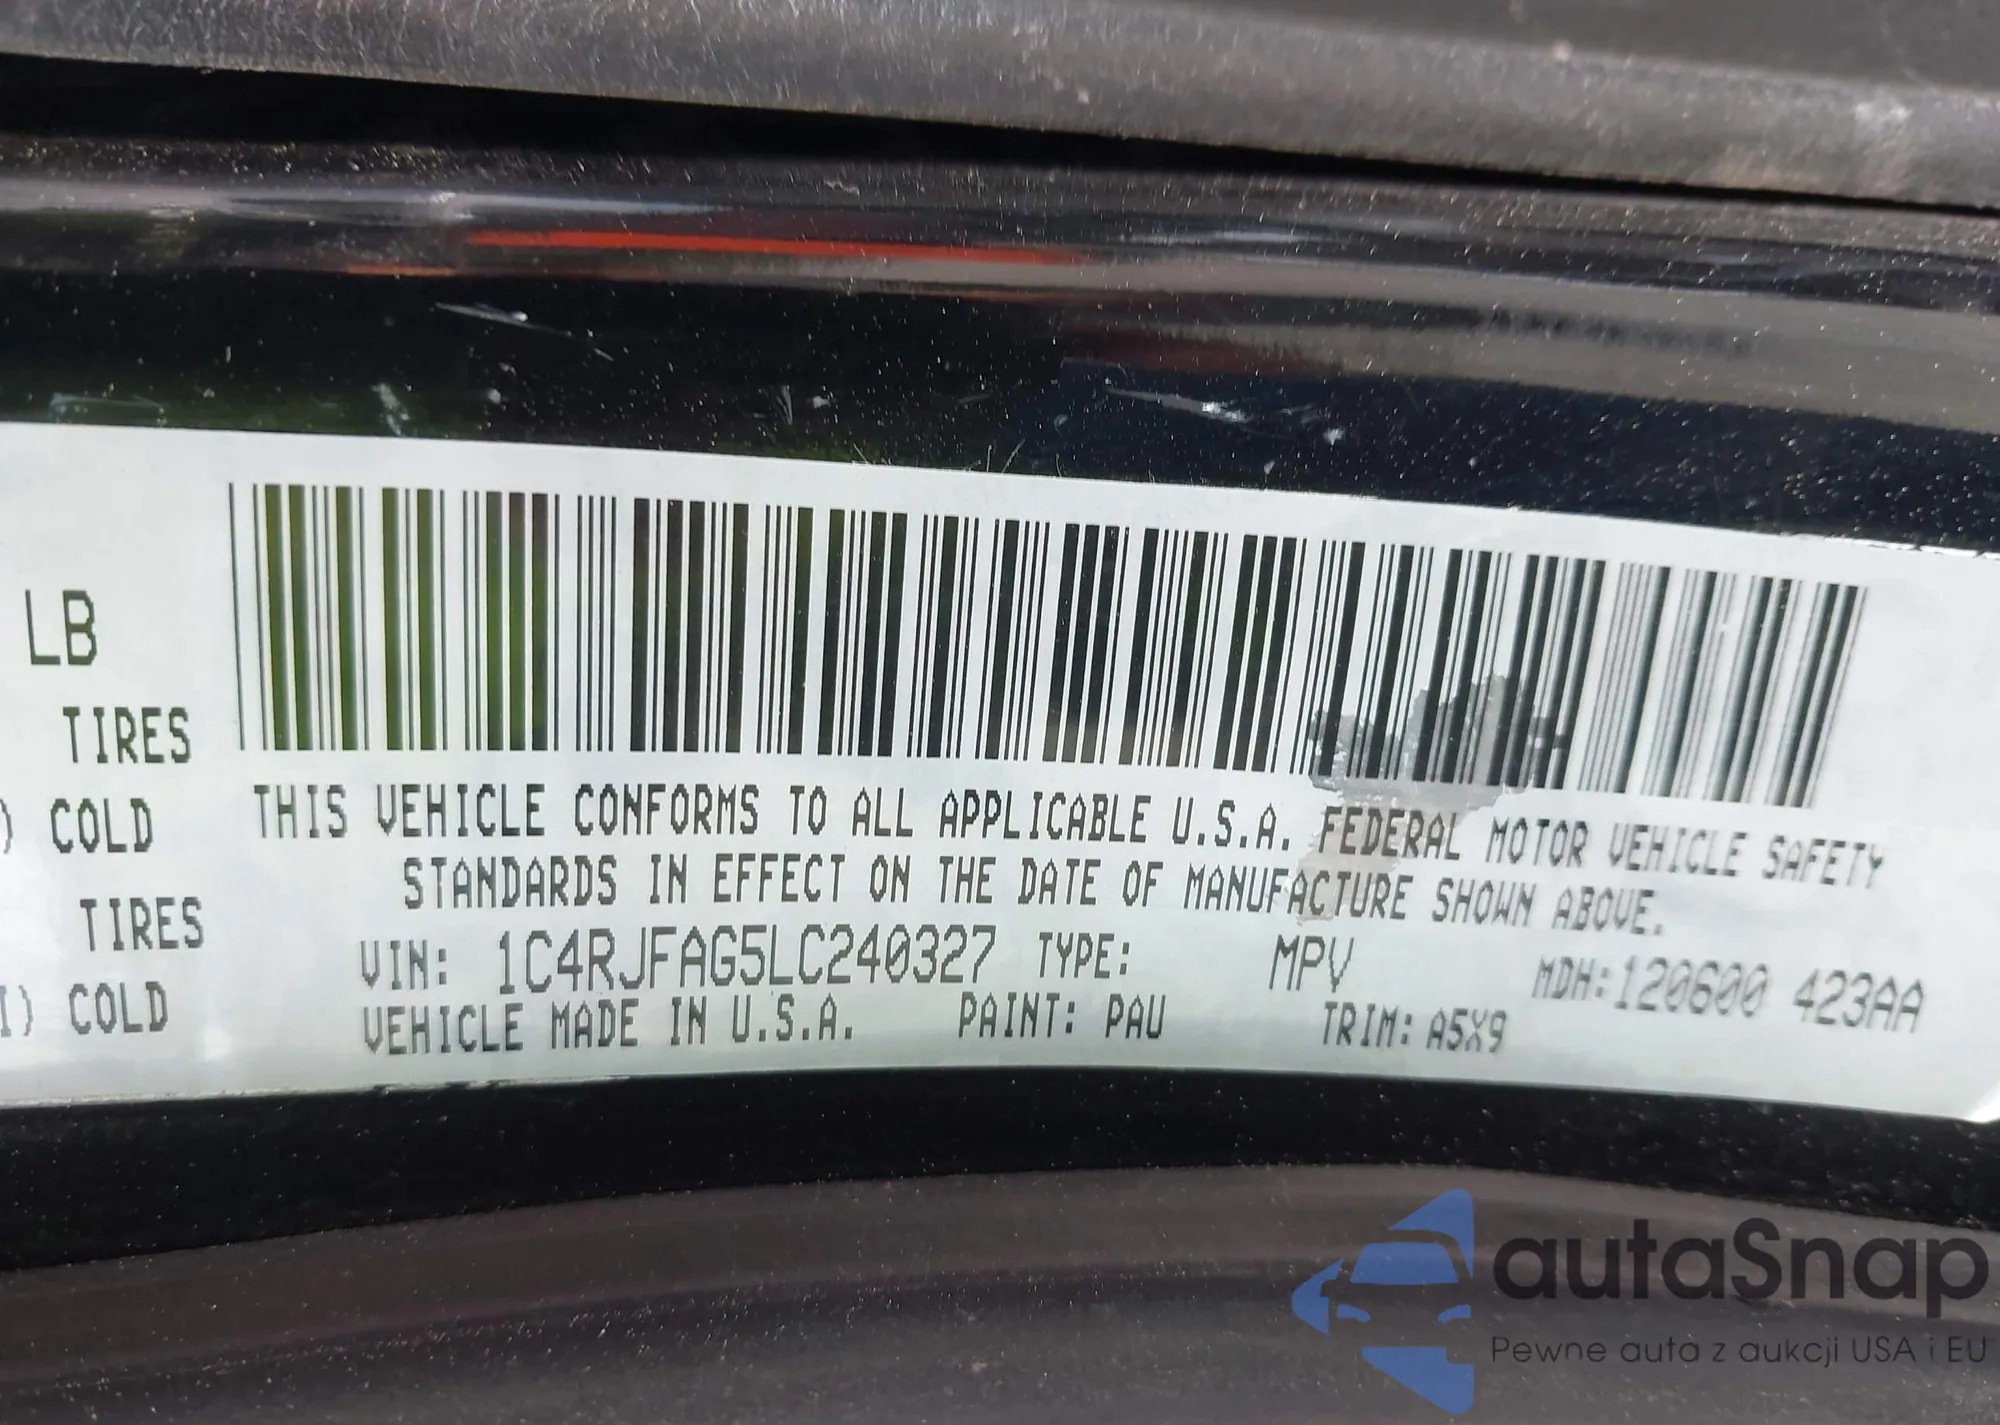 LB
TIRES
) COLD
TIRES
I) COLD
THIS VEHICLE CONFORMS TO ALL APPLICABLE U.S.A. FEDERAL MOTOR VEHICLE SAFETY
STANDARDS IN EFFECT ON THE DATE OF MANUFACTURE SHOWN ABOVE.
VIN: 1C4RJFAG5LC240327 TYPE: MPV MDH:120600 423AA
VEHICLE MADE IN U.S.A. PAINT: PAU TRIM: A5X9
autaSnap
Pewne auta z aukcji USA i EU